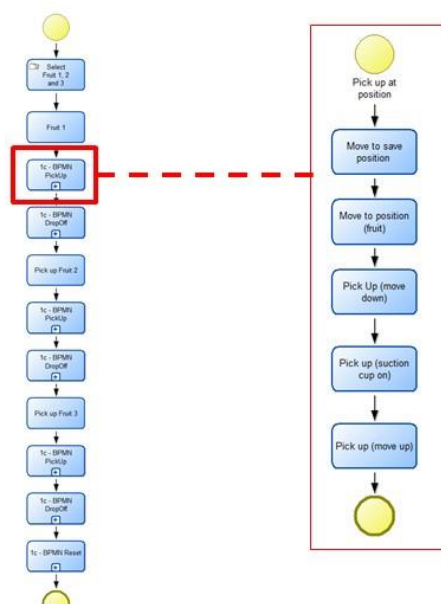 Select
Fruit 1, 2
and 3
Fruit 1
1c - BPMN
PickUp
1c - BPMN
DropOff
Pick up Fruit 2
1c - BPMN
PickUp
1c - BPMN
DropOff
Pick up Fruit 3
1c - BPMN
PickUp
1c - BPMN
DropOff
1c - BPMN Reset
Pick up at
position
Move to save
position
Move to position
(fruit)
Pick Up (move
down)
Pick up (suction
cup on)
Pick up (move up)